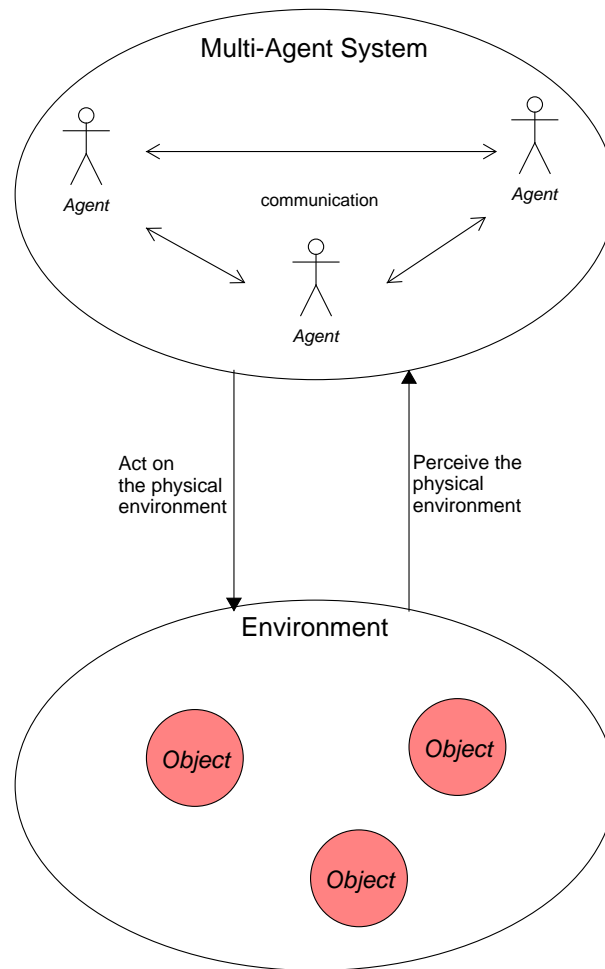 Multi-Agent System
Agent
Agent
communication
Agent
Act on
the physical
environment
Perceive the
physical
environment
Environment
Object
Object
Object